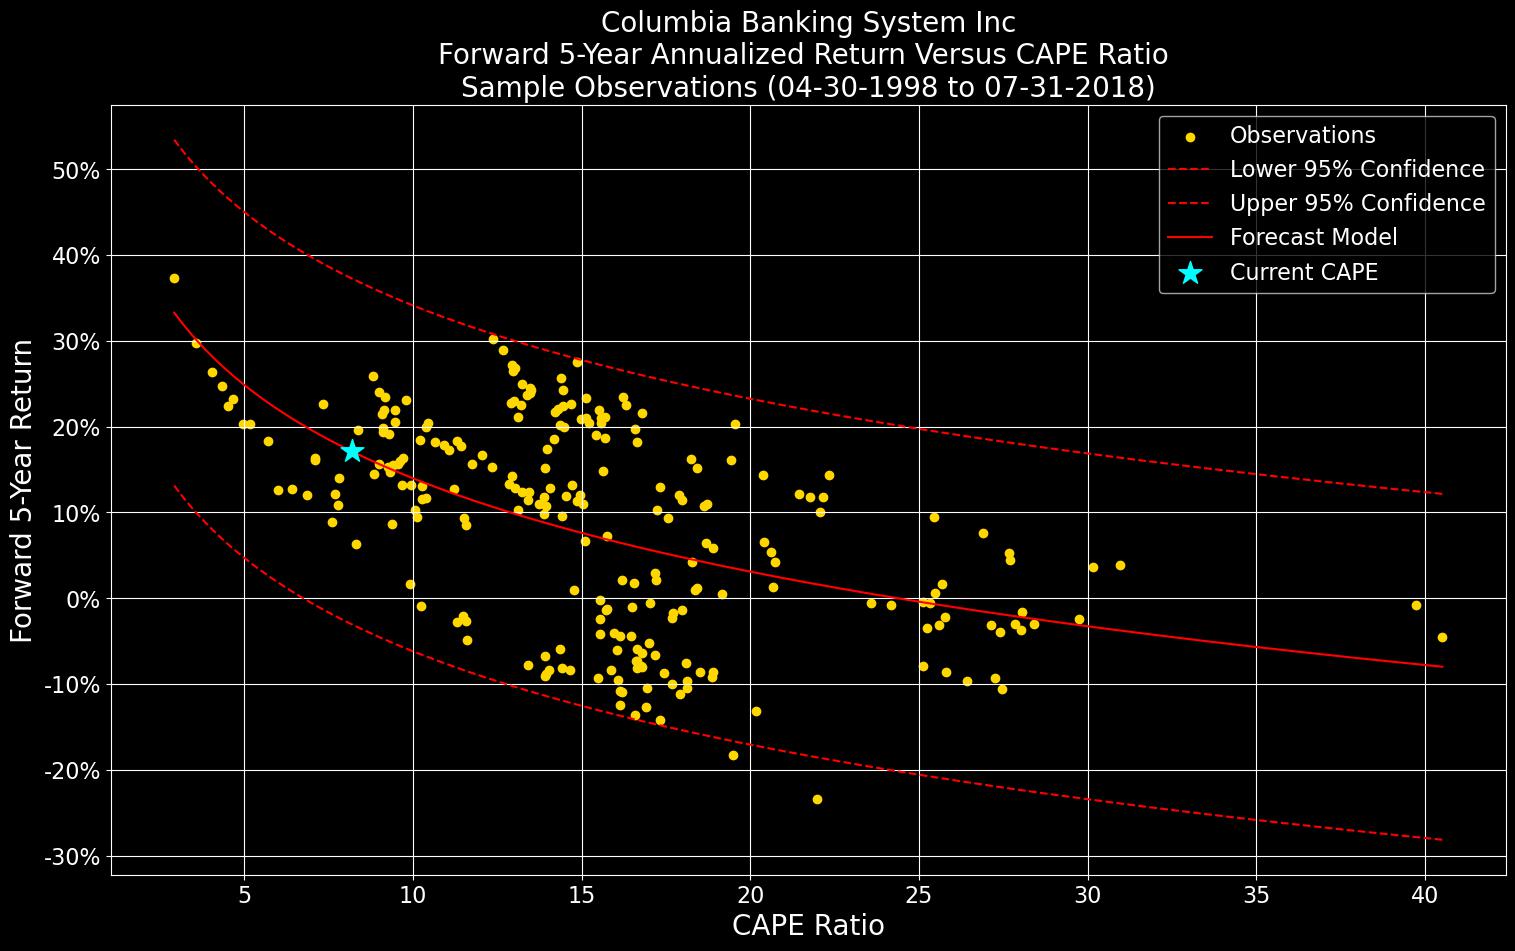 Columbia Banking System Inc
Forward 5-Year Annualized Return Versus CAPE Ratio
Sample Observations (04-30-1998 to 07-31-2018)
Observations
Lower 95% Confidence
Upper 95% Confidence
Forecast Model
Current CAPE
Forward 5-Year Return
50%
40%
30%
20%
10%
0%
-10%
-20%
-30%
5 10 15 20 25 30 35 40
CAPE Ratio